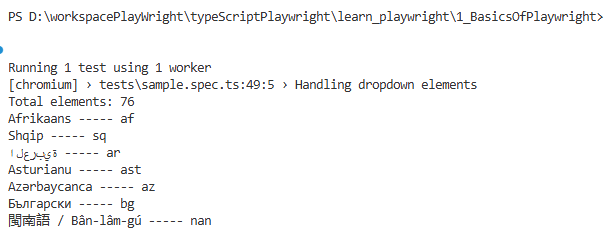 PS D:\workspacePlayWright\typeScriptPlaywright\learn_playwright\1_BasicsOfPlaywright>
Running 1 test using 1 worker
[chromium] › tests\sample.spec.ts:49:5 › Handling dropdown elements
Total elements: 76
Afrikaans ----- af
Shqip ----- sq
العربية ----- ar
Asturianu ----- ast
Azərbaycanca ----- az
Български ----- bg
閩南語 / Bân-lâm-gú ----- nan